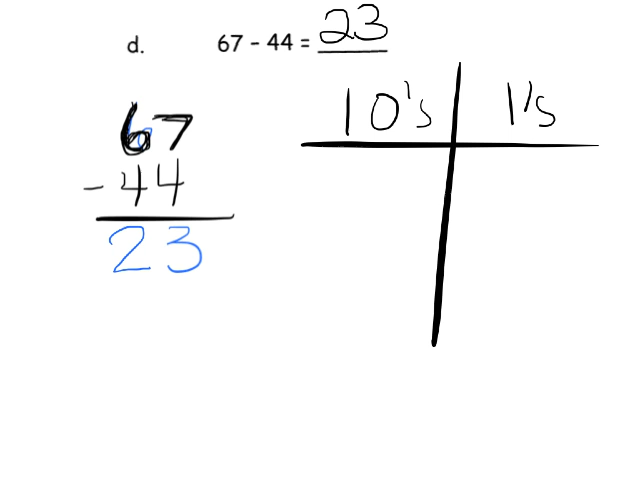 d. 67 - 44 = 23
10's 1's
67
- 44
23